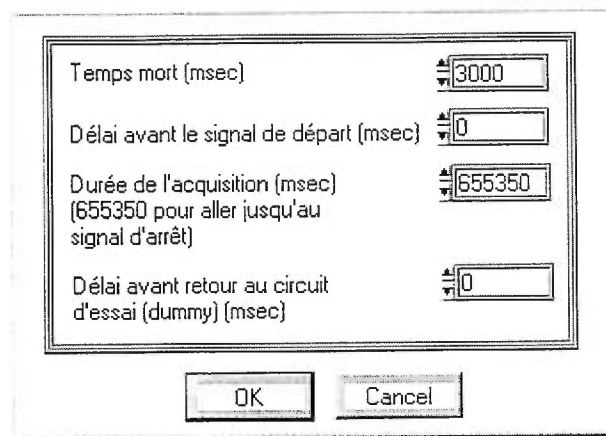 Temps mort (msec) 3000
Délai avant le signal de départ (msec) 0
Durée de l'acquisition (msec) 655350
(655350 pour aller jusqu'au
signal d'arrêt)
Délai avant retour au circuit 0
d'essai (dummy) (msec)
OK Cancel